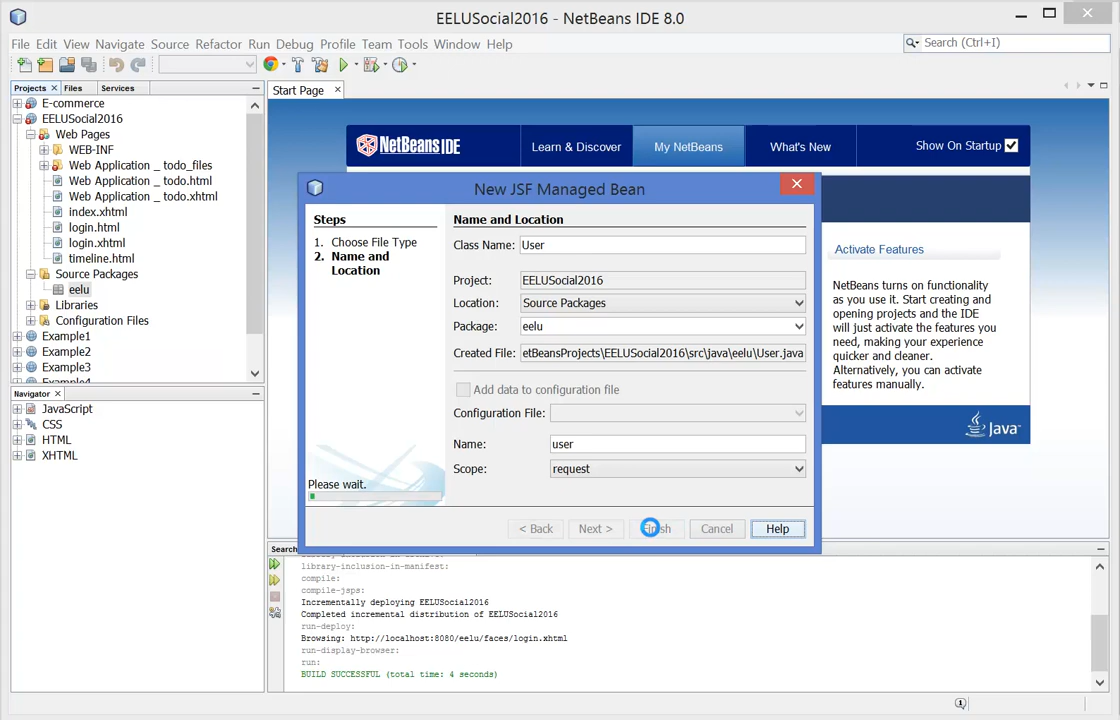 EELUSocial2016 - NetBeans IDE 8.0
File Edit View Navigate Source Refactor Run Debug Profile Team Tools Window Help
Search (Ctrl+I)
Projects Files Services
E-commerce
EELUSocial2016
Web Pages
WEB-INF
Web Application _ todo_files
Web Application _ todo.html
Web Application _ todo.xhtml
index.xhtml
login.html
login.xhtml
timeline.html
Source Packages
eelu
Libraries
Configuration Files
Example1
Example2
Example3
Example4
Navigator
JavaScript
CSS
HTML
XHTML
Start Page
NetBeans IDE
Learn & Discover
My NetBeans
What's New
Show On Startup
Activate Features
NetBeans turns on functionality
as you use it. Start creating and
opening projects and the IDE
will just activate the features you
need, making your experience
quicker and cleaner.
Alternatively, you can activate
features manually.
Java
New JSF Managed Bean
Steps
1. Choose File Type
2. Name and
Location
Please wait.
Name and Location
Class Name: User
Project: EELUSocial2016
Location: Source Packages
Package: eelu
Created File: etBeansProjects\EELUSocial2016\src\java\eelu\User.java
Add data to configuration file
Configuration File:
Name: user
Scope: request
< Back Next > Finish Cancel Help
Search
library-inclusion-in-manifest:
compile:
compile-jsps:
Incrementally deploying EELUSocial2016
Completed incremental distribution of EELUSocial2016
run-deploy:
Browsing: http://localhost:8080/eelu/faces/login.xhtml
run-display-browser:
run:
BUILD SUCCESSFUL (total time: 4 seconds)
1